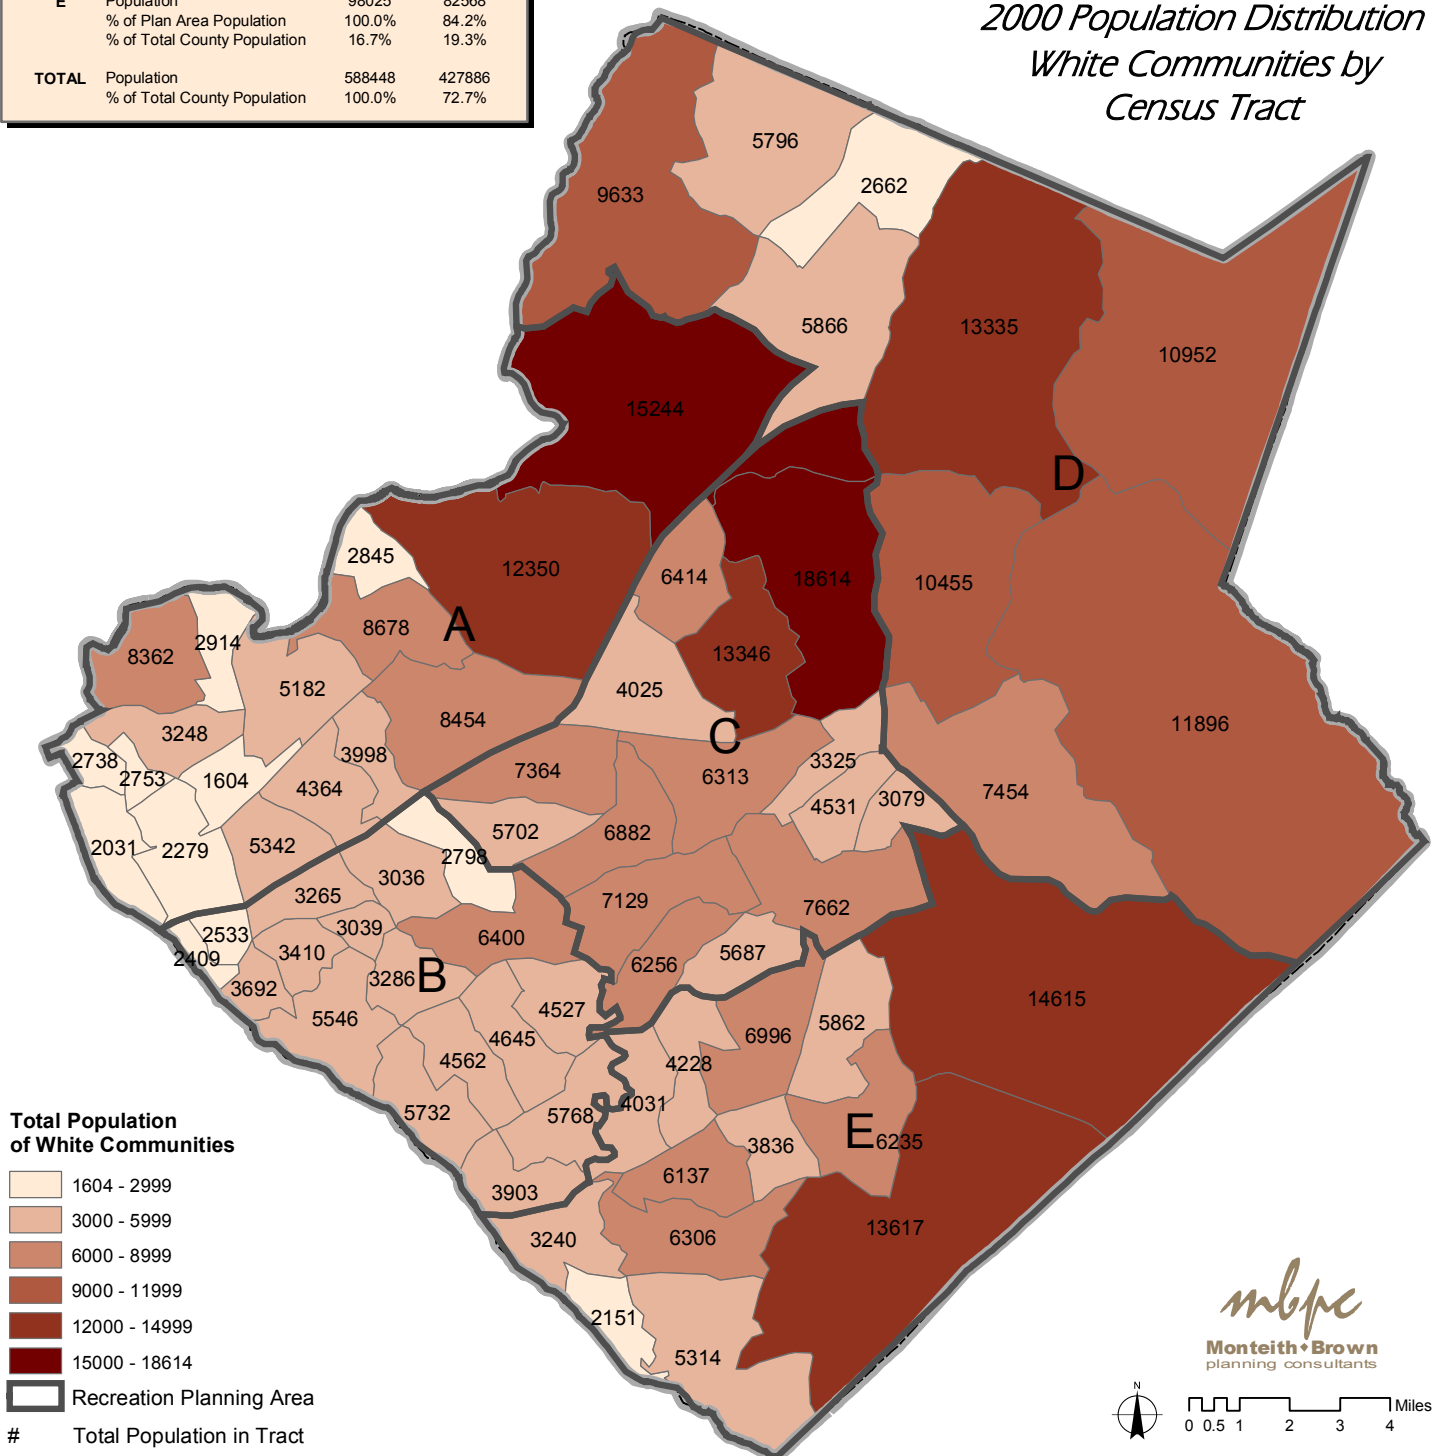 E Population 98025 82568
% of Plan Area Population 100.0% 84.2%
% of Total County Population 16.7% 19.3%
TOTAL Population 588448 427886
% of Total County Population 100.0% 72.7%
2000 Population Distribution
White Communities by
Census Tract
5796
2662
9633
5866
13335
10952
15244
D
2845
12350
6414
18614
10455
8678
A
2914
8362
13346
5182
4025
8454
11896
3248
C
3998
2738
2753
1604
4364
7364
6313
3325
7454
4531
3079
5702
6882
2031
2279
5342
2798
3036
3265
7129
7662
2533
3039
6400
2409
3410
5687
3286
B
6256
3692
14615
5546
4527
5862
4645
6996
4562
4228
5732
5768
4031
3836
E
6235
6137
3903
13617
3240
6306
2151
5314
Total Population
of White Communities
1604 - 2999
3000 - 5999
6000 - 8999
9000 - 11999
12000 - 14999
15000 - 18614
Recreation Planning Area
# Total Population in Tract
mbpc
Monteith♦Brown
planning consultants
N
Miles
0 0.5 1 2 3 4